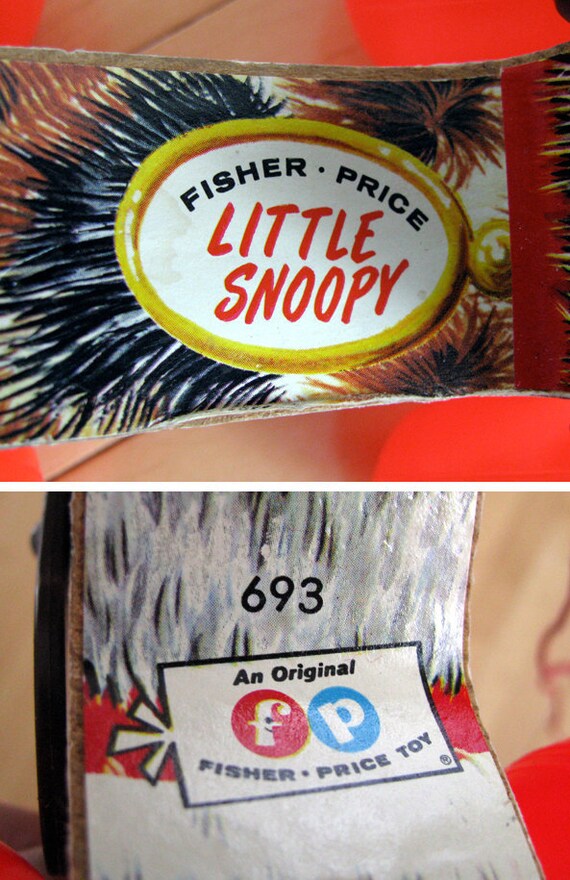 FISHER · PRICE
LITTLE
SNOOPY
693
An Original
fp
FISHER · PRICE TOY ®